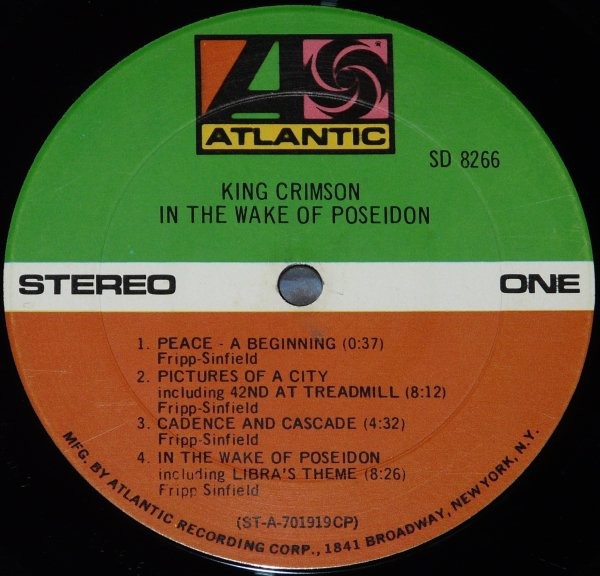 ATLANTIC
SD 8266
KING CRIMSON
IN THE WAKE OF POSEIDON
STEREO ONE
1. PEACE - A BEGINNING (0:37)
Fripp-Sinfield
2. PICTURES OF A CITY
including 42ND AT TREADMILL (8:12)
Fripp-Sinfield
3. CADENCE AND CASCADE (4:32)
Fripp-Sinfield
4. IN THE WAKE OF POSEIDON
including LIBRA'S THEME (8:26)
Fripp Sinfield
(ST-A-701919CP)
MFG. BY ATLANTIC RECORDING CORP., 1841 BROADWAY, NEW YORK, N.Y.